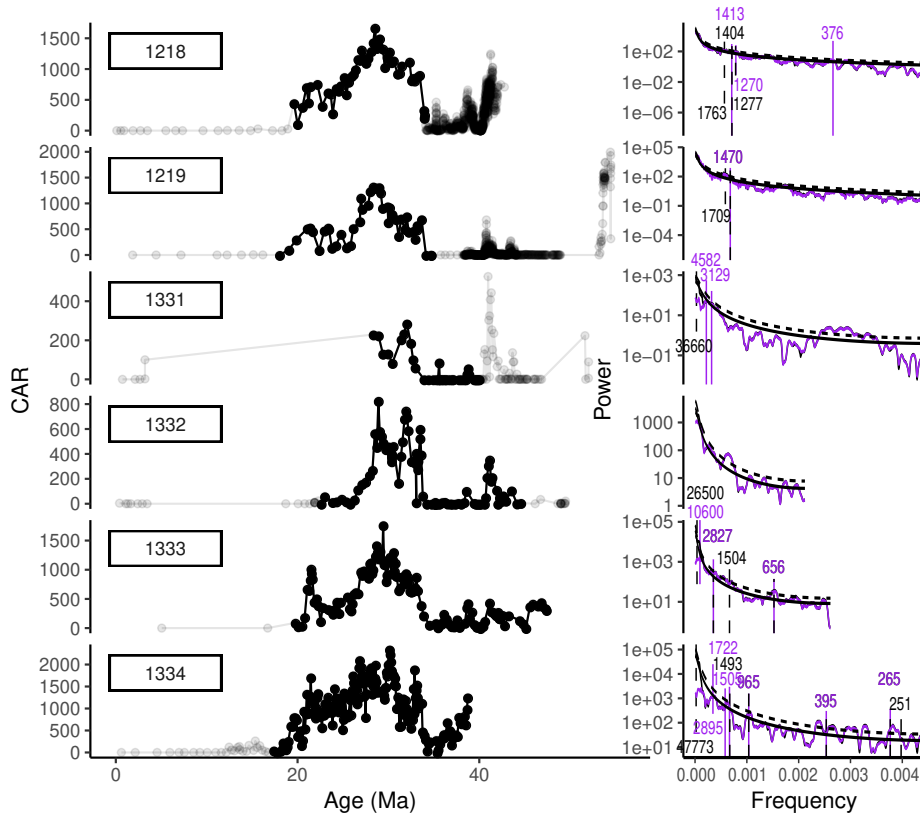 CAR
1218
1500
1000
500
0
1219
2000
1500
1000
500
0
1331
400
200
0
1332
800
600
400
200
0
1333
1500
1000
500
0
1334
2000
1500
1000
500
0
0 20 40
Age (Ma)
Power
1e+02
1e−02
1e−06
1413
1404
376
1270
1277
1763
1e+05
1e+02
1e−01
1e−04
1470
1709
1e+03
1e+01
1e−01
4582
3129
36660
1000
100
10
1
26500
1e+05
1e+03
1e+01
10600
2827
1504
656
1e+05
1e+04
1e+03
1e+02
1e+01
1722
1493
1505
965
2895
47773
395
265
251
0.000 0.001 0.002 0.003 0.004
Frequency